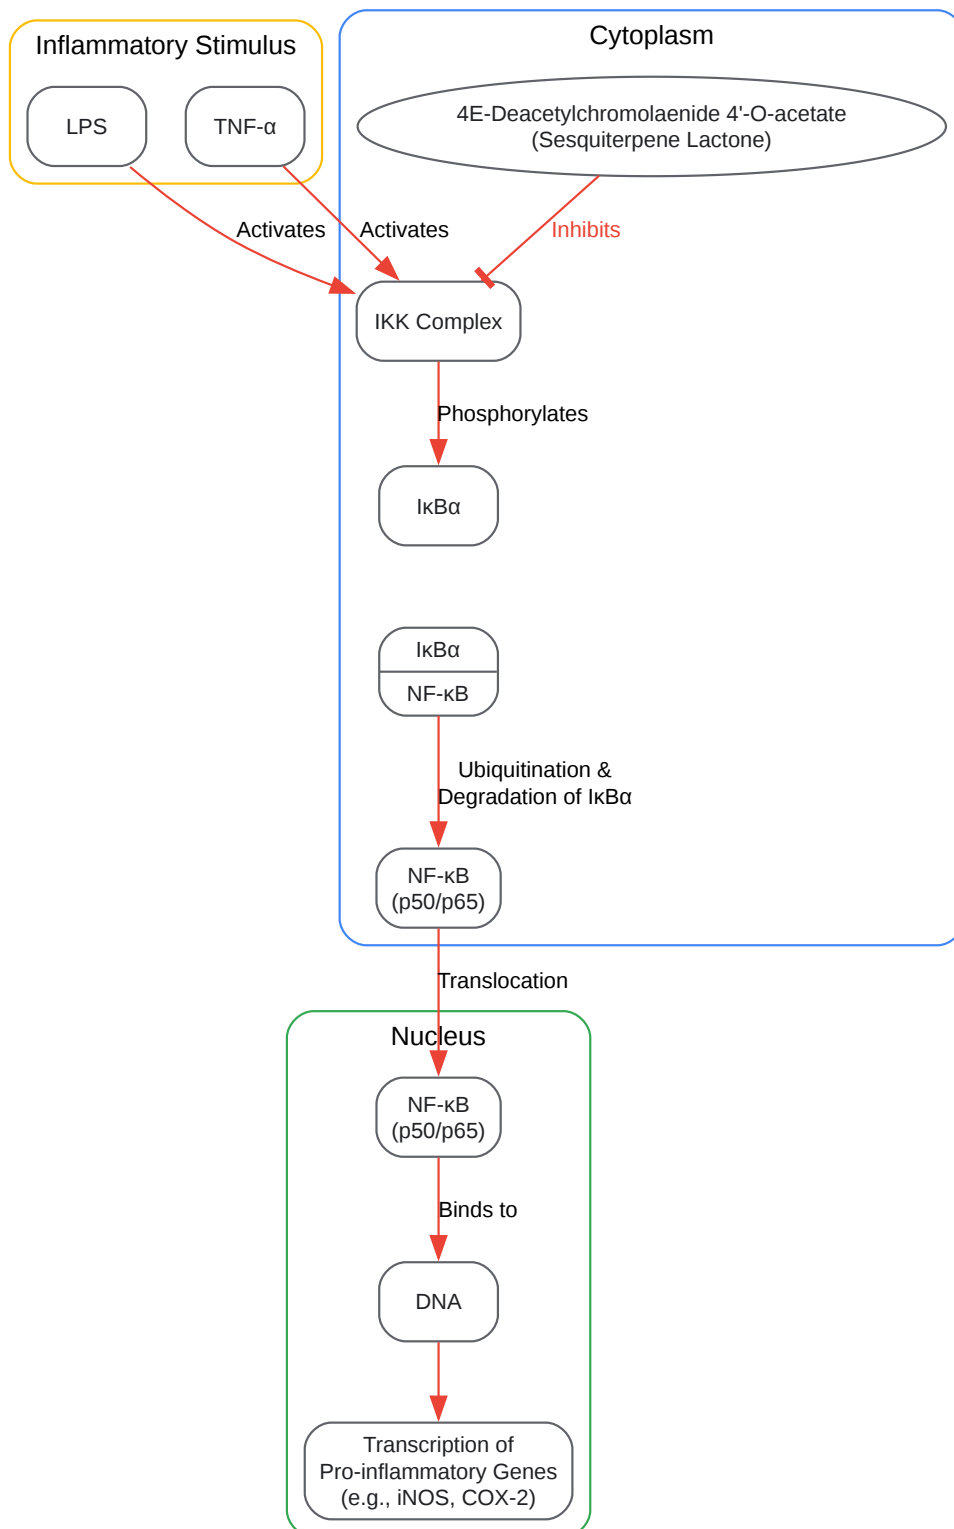 Inflammatory Stimulus
Cytoplasm
LPS
TNF-α
4E-Deacetylchromolaenide 4'-O-acetate
(Sesquiterpene Lactone)
Activates
Activates
Inhibits
IKK Complex
Phosphorylates
IκBα
IκBα
NF-κB
Ubiquitination &
Degradation of IκBα
NF-κB
(p50/p65)
Translocation
Nucleus
NF-κB
(p50/p65)
Binds to
DNA
Transcription of
Pro-inflammatory Genes
(e.g., iNOS, COX-2)